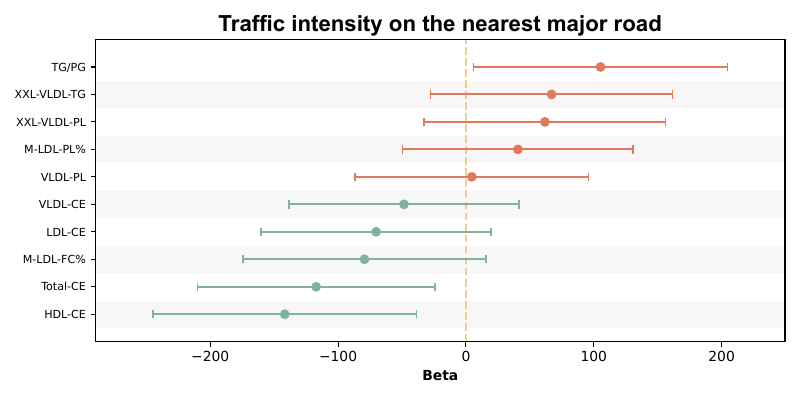 Traffic intensity on the nearest major road
TG/PG
XXL-VLDL-TG
XXL-VLDL-PL
M-LDL-PL%
VLDL-PL
VLDL-CE
LDL-CE
M-LDL-FC%
Total-CE
HDL-CE
−200 −100 0 100 200
Beta